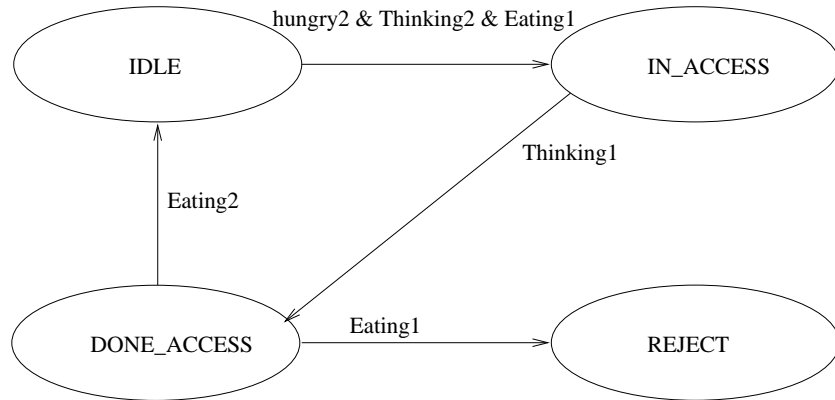 hungry2 & Thinking2 & Eating1
IDLE
IN_ACCESS
Thinking1
Eating2
Eating1
DONE_ACCESS
REJECT